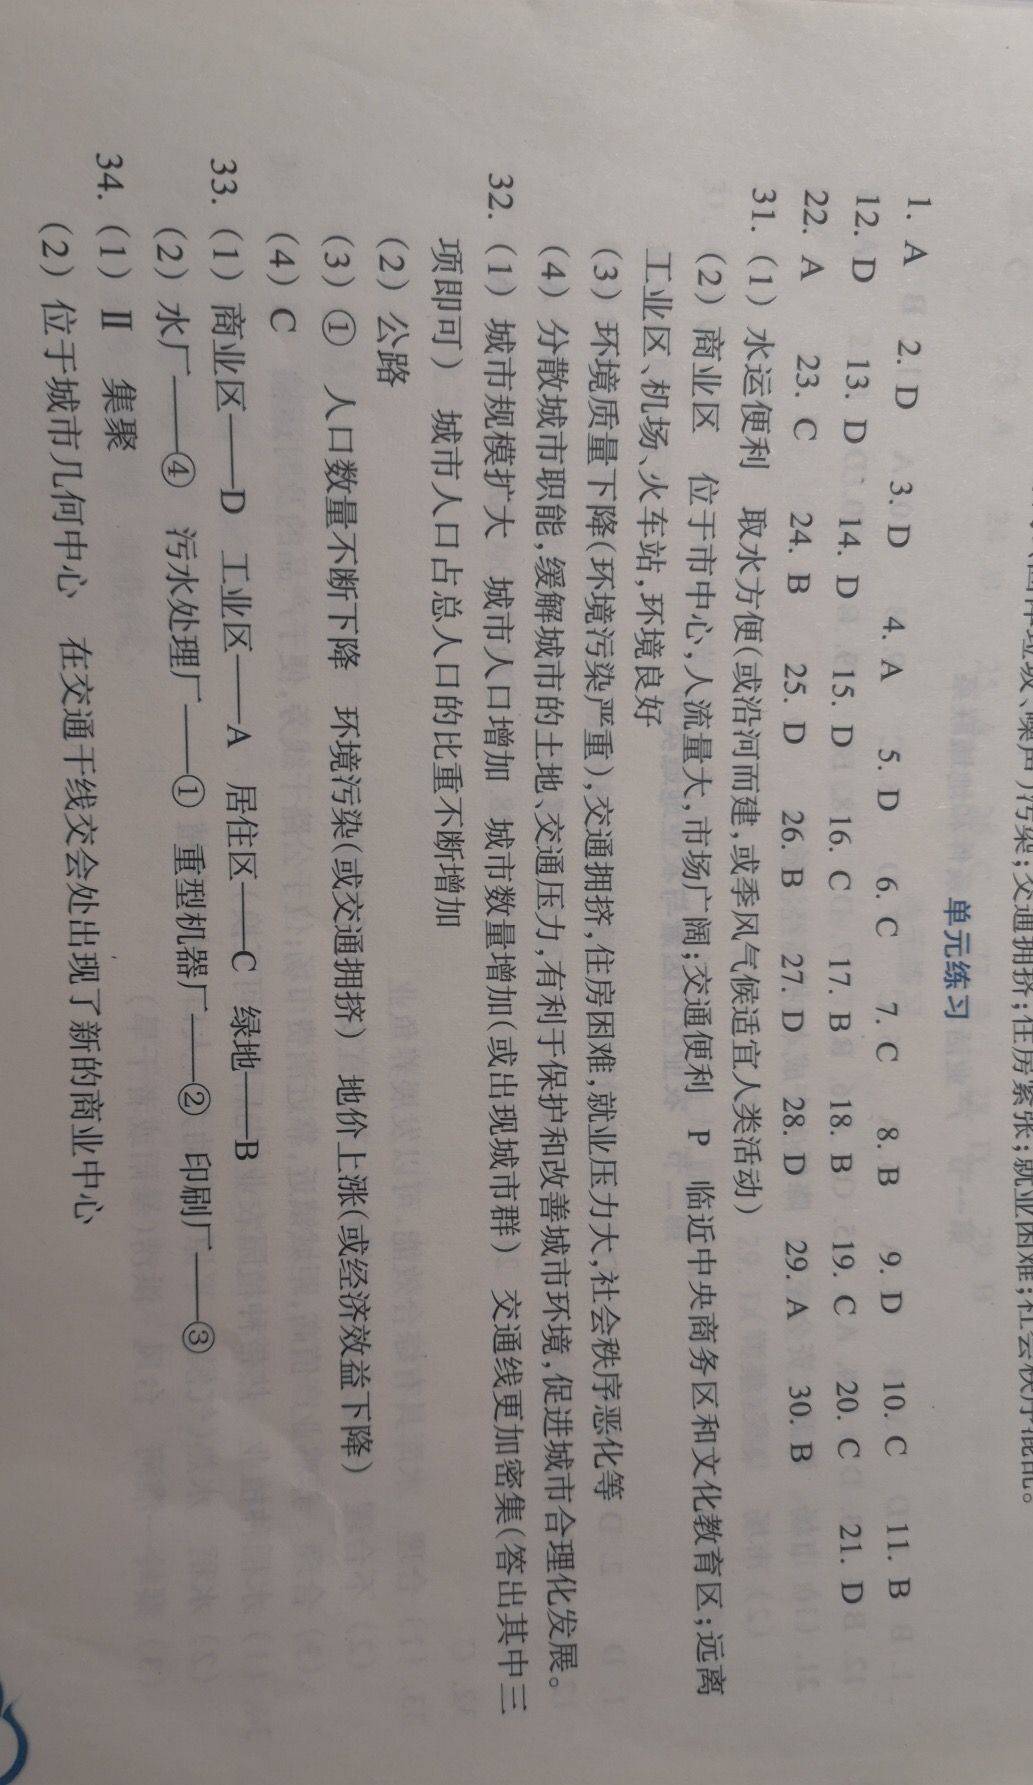 垃圾、噪声)污染;交通拥挤;住房紧张;就业困难;社会秩序混乱。
单元练习
1. A 2. D 3. D 4. A 5. D 6. C 7. C 8. B 9. D 10. C 11. B
12. D 13. D 14. D 15. D 16. C 17. B 18. B 19. C 20. C 21. D
22. A 23. C 24. B 25. D 26. B 27. D 28. D 29. A 30. B
31. (1) 水运便利 取水方便(或沿河而建,或季风气候适宜人类活动)
(2) 商业区 位于市中心,人流量大,市场广阔;交通便利 P 临近中央商务区和文化教育区;远离
工业区、机场、火车站,环境良好
(3) 环境质量下降(环境污染严重),交通拥挤,住房困难,就业压力大,社会秩序恶化等
(4) 分散城市职能,缓解城市的土地、交通压力,有利于保护和改善城市环境,促进城市合理化发展。
32. (1) 城市规模扩大 城市人口增加 城市数量增加(或出现城市群) 交通线更加密集(答出其中三
项即可) 城市人口占总人口的比重不断增加
(2) 公路
(3) ① 人口数量不断下降 环境污染(或交通拥挤) 地价上涨(或经济效益下降)
(4) C
33. (1) 商业区——D 工业区——A 居住区——C 绿地——B
(2) 水厂——④ 污水处理厂——① 重型机器厂——② 印刷厂——③
34. (1) Ⅱ 集聚
(2) 位于城市几何中心 在交通干线交会处出现了新的商业中心